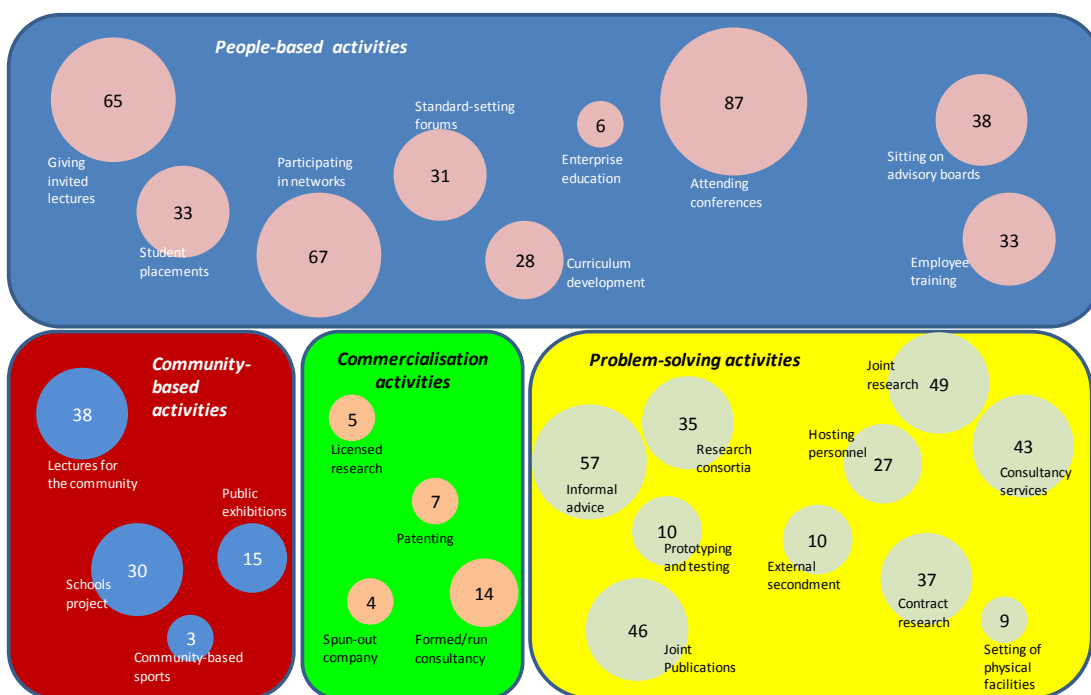 People-based activities
65
Giving
invited
lectures
33
Student
placements
Participating
in networks
67
Standard-setting
forums
31
6
Enterprise
education
28
Curriculum
development
87
Attending
conferences
38
Sitting on
advisory boards
33
Employee
training
Community-
based
activities
38
Lectures for
the community
Public
exhibitions
15
30
Schools
project
3
Community-based
sports
Commercialisation
activities
5
Licensed
research
7
Patenting
4
Spun-out
company
14
Formed/run
consultancy
Problem-solving activities
57
Informal
advice
35
Research
consortia
10
Prototyping
and testing
46
Joint
Publications
Joint
research
49
Hosting
personnel
27
43
Consultancy
services
10
External
secondment
37
Contract
research
9
Setting of
physical
facilities